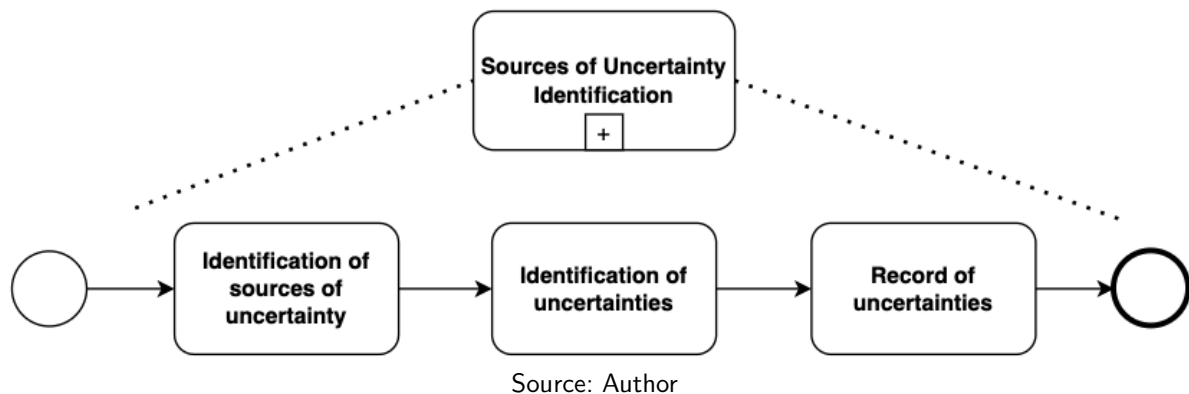 Sources of Uncertainty
Identification
+
Identification of
sources of
uncertainty
Identification of
uncertainties
Record of
uncertainties
Source: Author